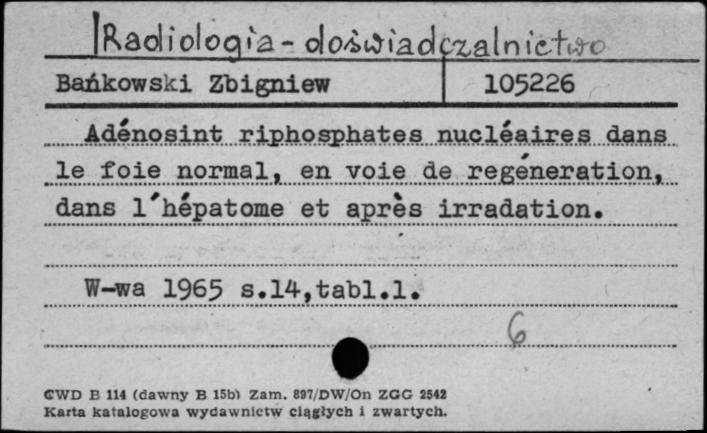 Radiologia - doświadczalnictwo
Bańkowski Zbigniew 105226
Adénosint riphosphates nucléaires dans
le foie normal, en voie de regéneration,
dans l'hépatome et après irradation.
W-wa 1965 s.14,tabl.1.
6
CWD B 114 (dawny B 15b) Zam. 897/DW/On ZGG 2542
Karta katalogowa wydawnictw ciągłych i zwartych.